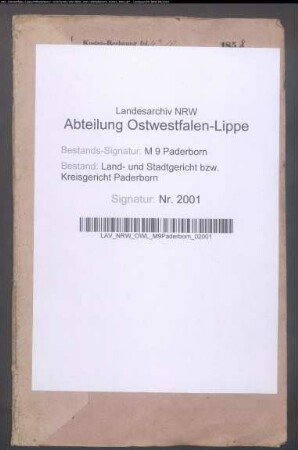 Landesarchiv NRW
Abteilung Ostwestfalen-Lippe
Bestands-Signatur: M 9 Paderborn
Bestand: Land- und Stadtgericht bzw.
Kreisgericht Paderborn
Signatur: Nr. 2001
LAV_NRW_OWL_M9Paderborn_02001